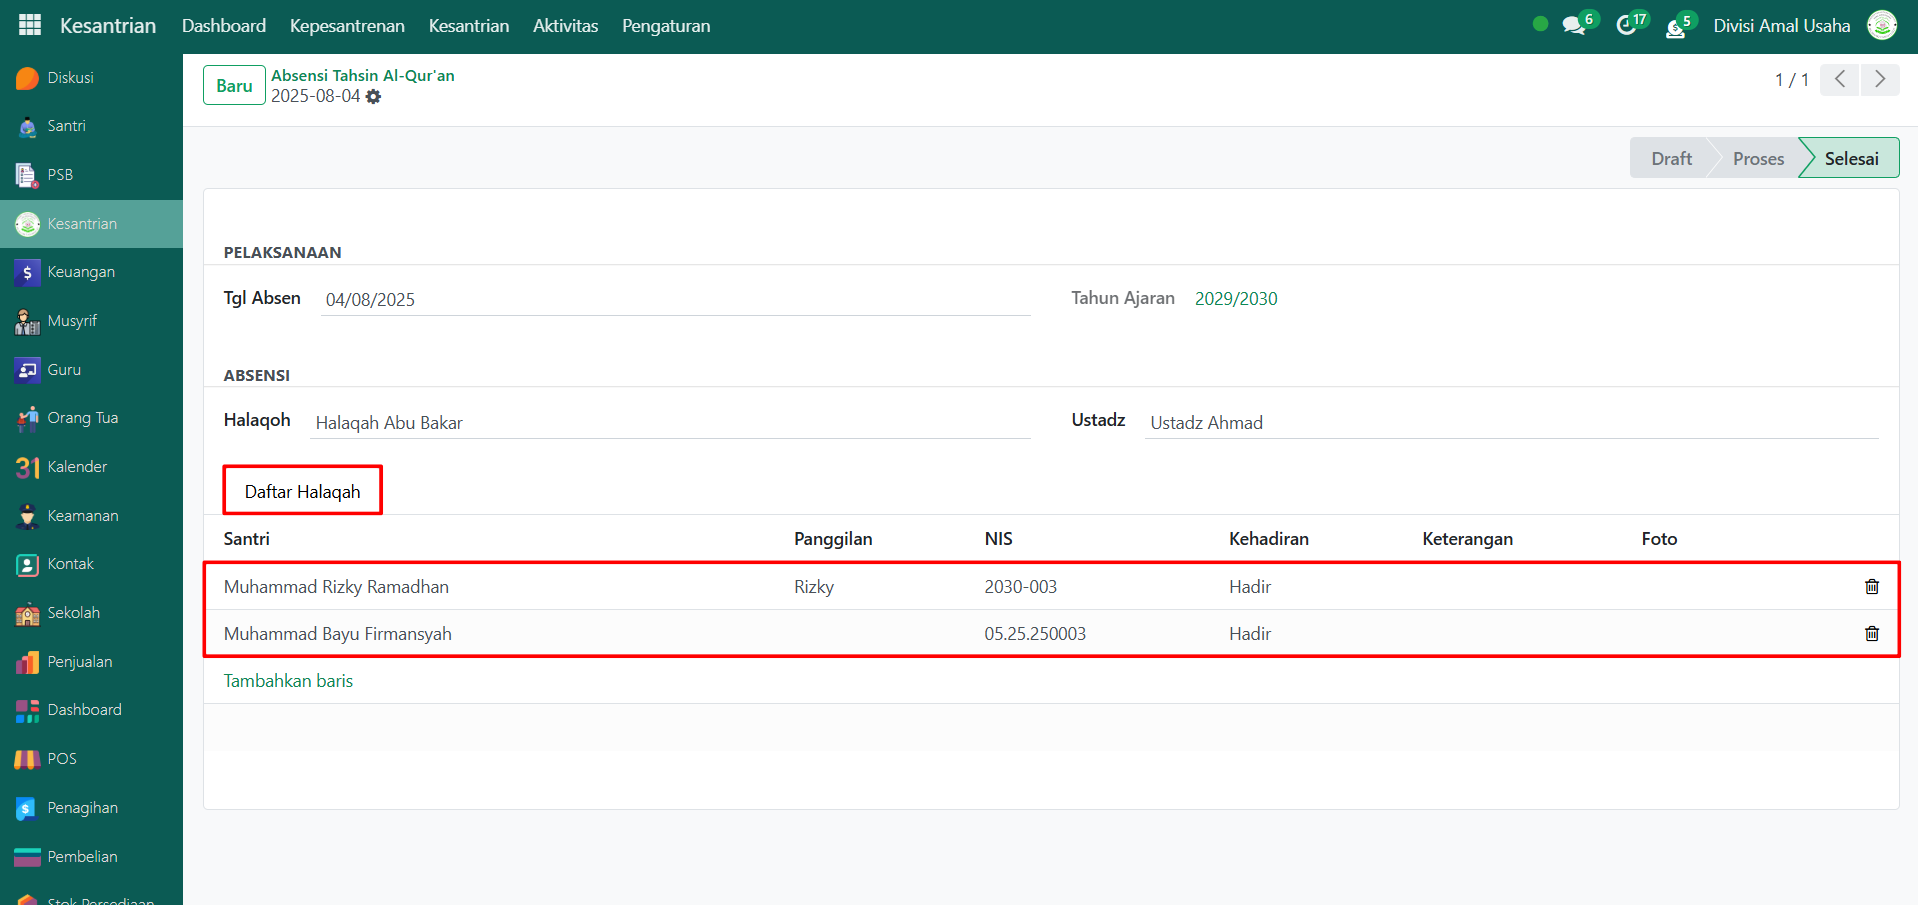 Kesantrian Dashboard Kepesantrenan Kesantrian Aktivitas Pengaturan 6 17 5 Divisi Amal Usaha
Diskusi
Santri
PSB
Kesantrian
Keuangan
Musyrif
Guru
Orang Tua
31 Kalender
Keamanan
Kontak
Sekolah
Penjualan
Dashboard
POS
Penagihan
Pembelian
Stok Persediaan
Baru Absensi Tahsin Al-Qur'an
2025-08-04
1 / 1
Draft Proses Selesai
PELAKSANAAN
Tgl Absen 04/08/2025 Tahun Ajaran 2029/2030
ABSENSI
Halaqoh Halaqah Abu Bakar Ustadz Ustadz Ahmad
Daftar Halaqah
Santri Panggilan NIS Kehadiran Keterangan Foto
Muhammad Rizky Ramadhan Rizky 2030-003 Hadir
Muhammad Bayu Firmansyah 05.25.250003 Hadir
Tambahkan baris